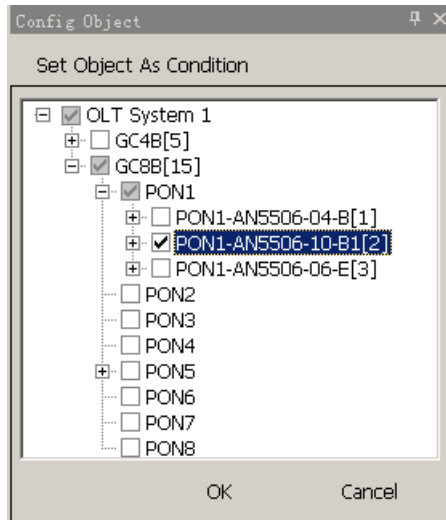 Config Object
Set Object As Condition
OLT System 1
GC4B[5]
GC8B[15]
PON1
PON1-AN5506-04-B[1]
PON1-AN5506-10-B1[2]
PON1-AN5506-06-E[3]
PON2
PON3
PON4
PON5
PON6
PON7
PON8
OK Cancel